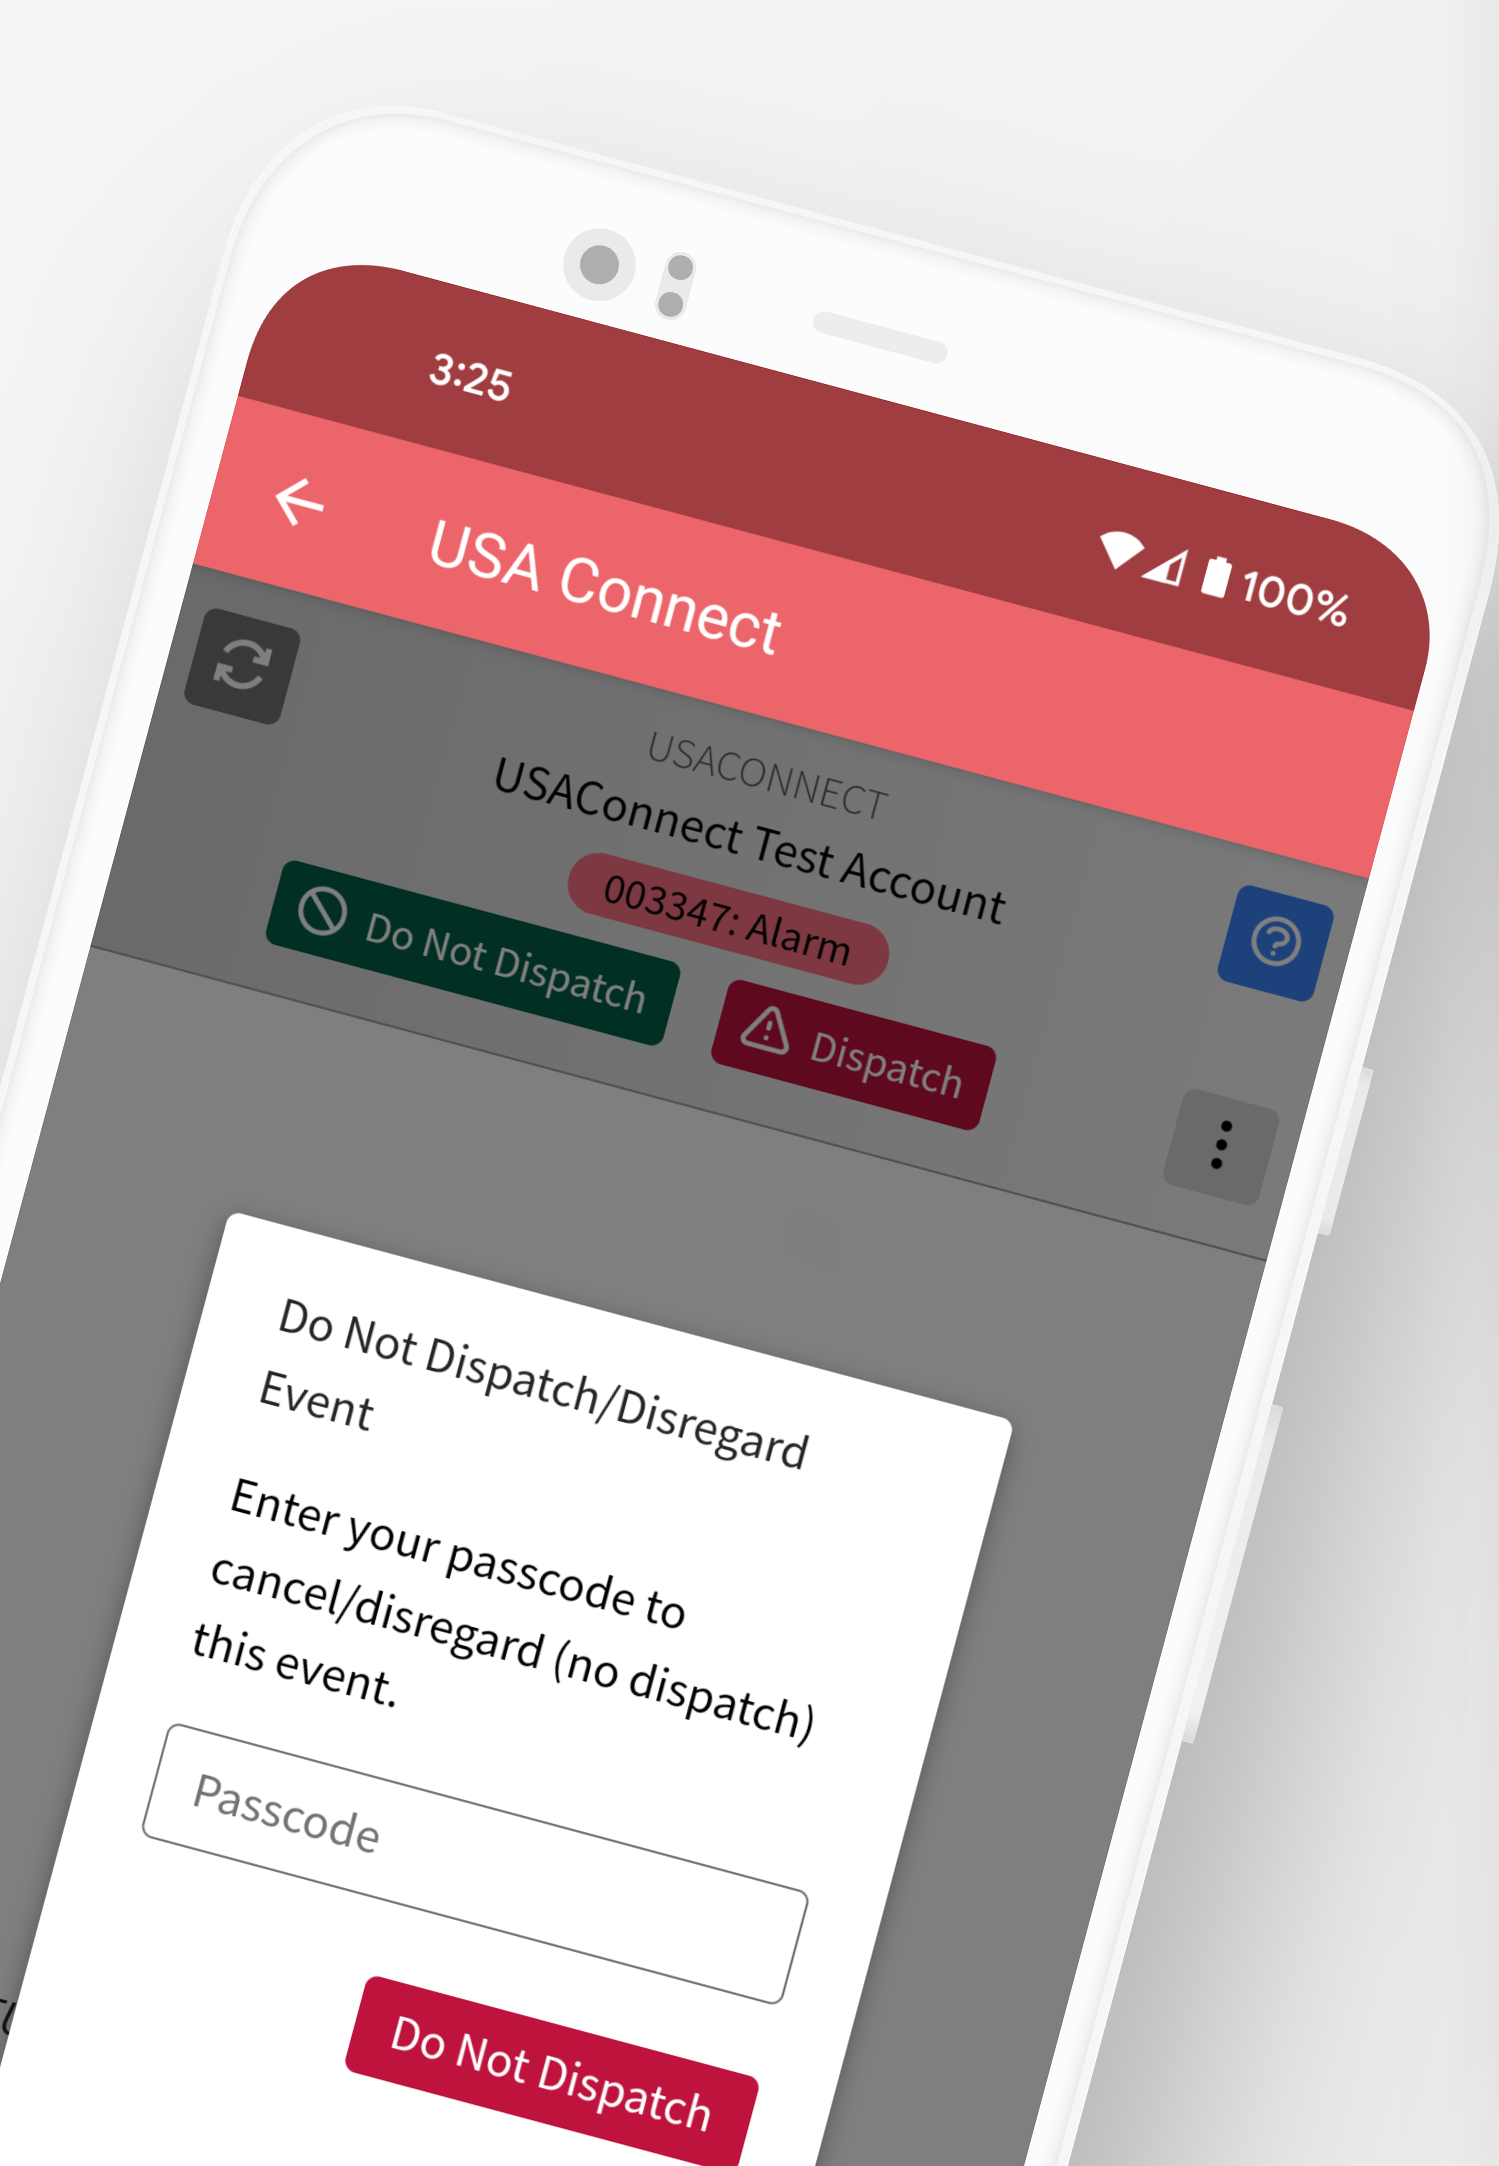 3:25
100%
USA Connect
USACONNECT
USAConnect Test Account
003347: Alarm
Do Not Dispatch
Dispatch
Do Not Dispatch/Disregard
Event
Enter your passcode to
cancel/disregard (no dispatch)
this event.
Passcode
Do Not Dispatch